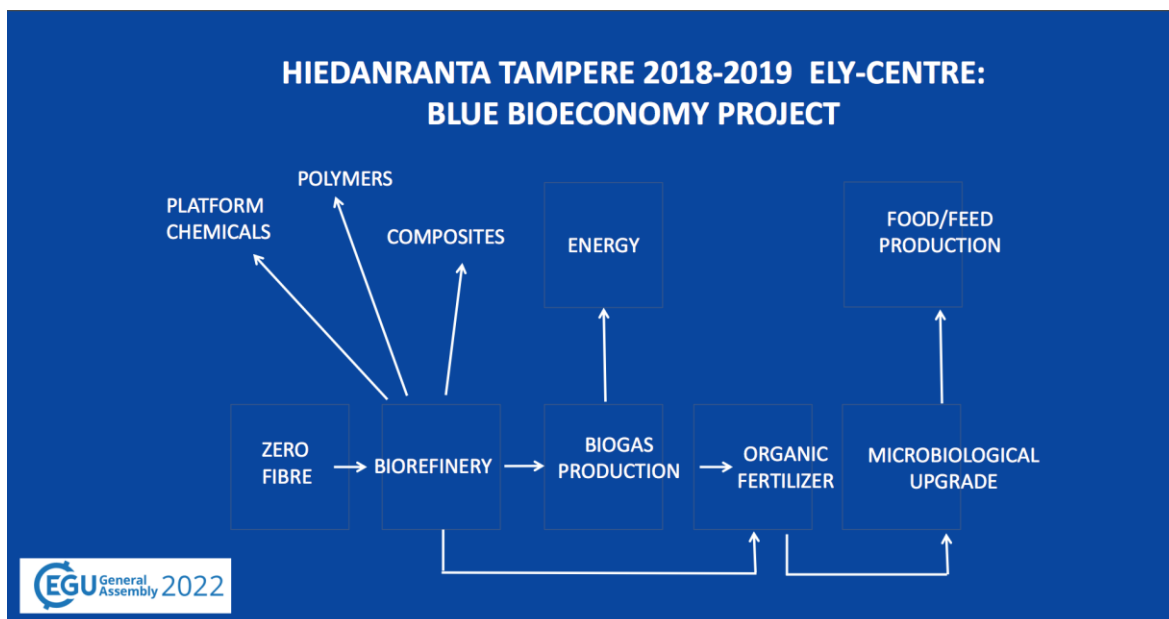 HIEDANRANTA TAMPERE 2018-2019 ELY-CENTRE:
BLUE BIOECONOMY PROJECT
POLYMERS
PLATFORM
CHEMICALS
COMPOSITES
ENERGY
FOOD/FEED
PRODUCTION
ZERO
FIBRE
BIOREFINERY
BIOGAS
PRODUCTION
ORGANIC
FERTILIZER
MICROBIOLOGICAL
UPGRADE
EGU General
Assembly 2022